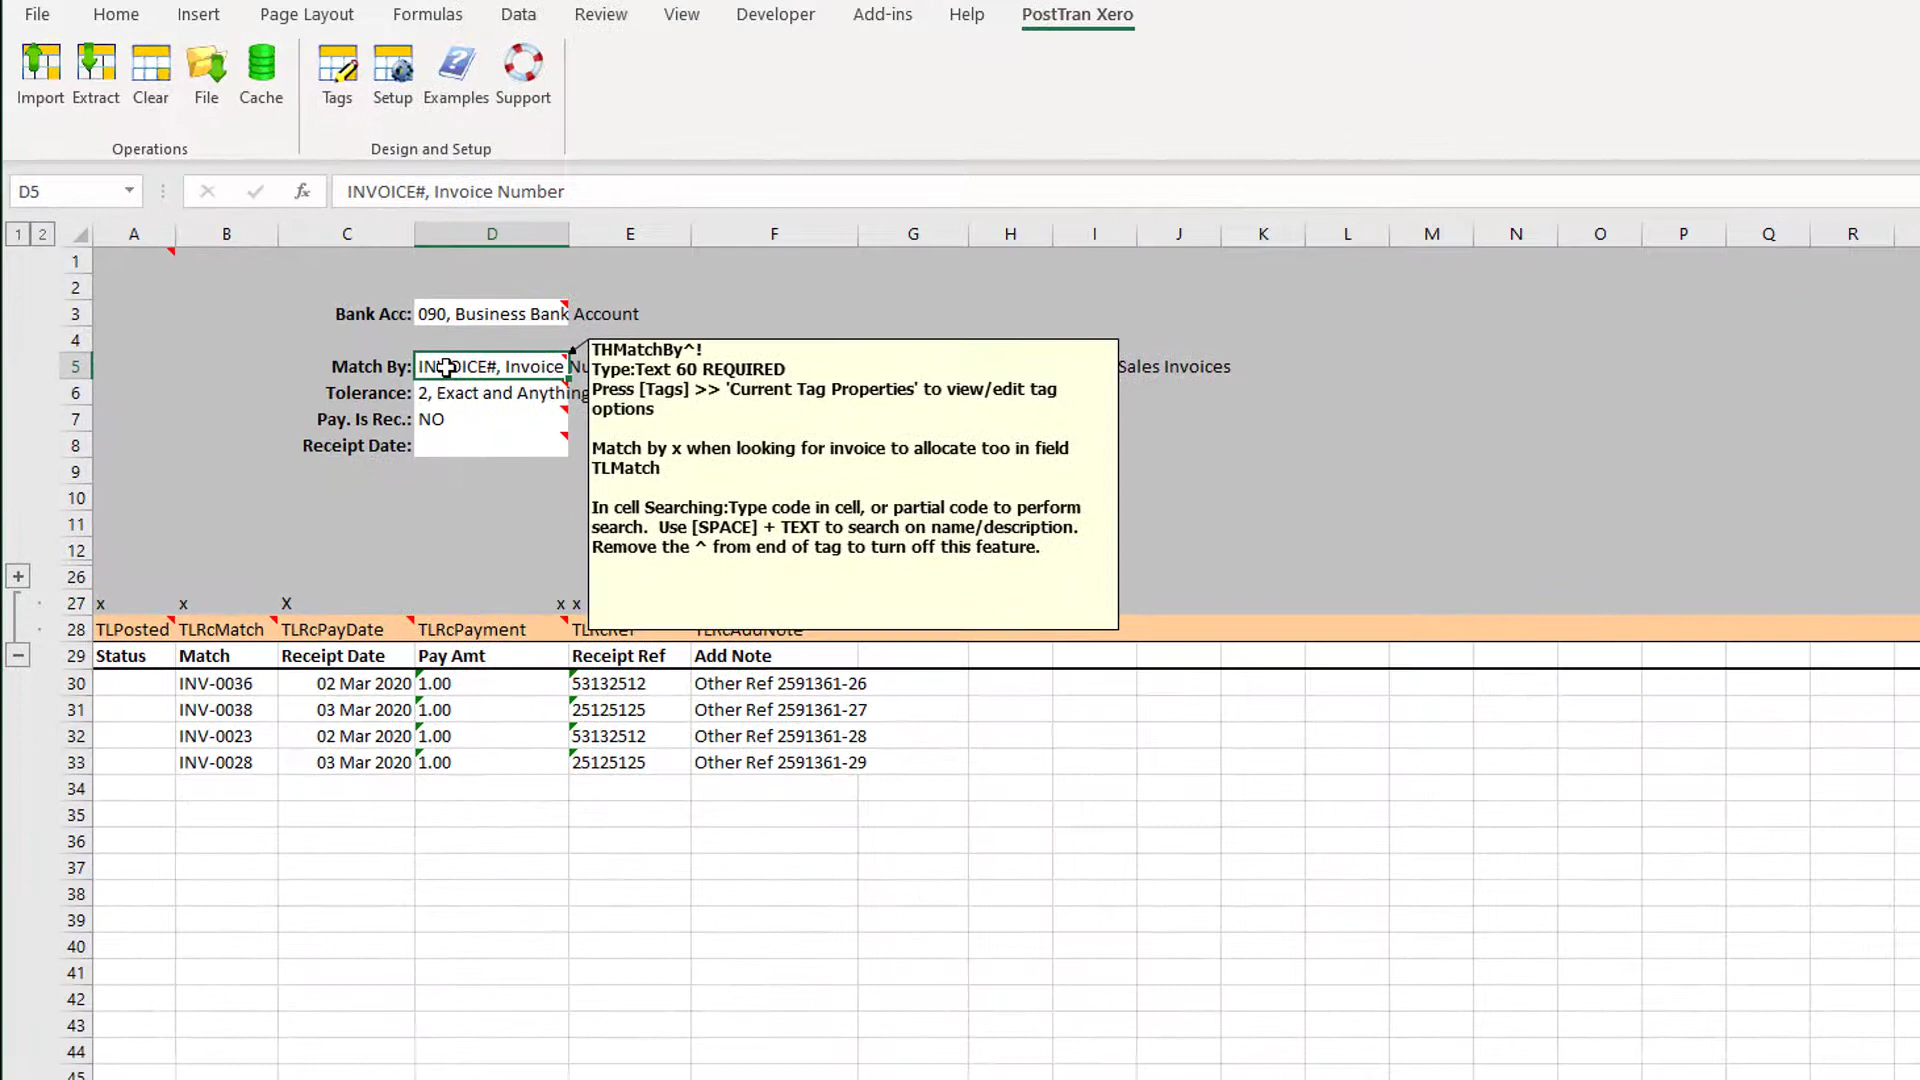 File Home Insert Page Layout Formulas Data Review View Developer Add-ins Help PostTran Xero
Import Extract Clear File Cache Tags Setup Examples Support
Operations Design and Setup
D5 fx INVOICE#, Invoice Number
1 2 A B C D E F G H I J K L M N O P Q R
1
2
3 Bank Acc: 090, Business Bank Account
4
5 Match By: INVOICE#, Invoice Nu Sales Invoices
6 Tolerance: 2, Exact and Anything
7 Pay. Is Rec.: NO
8 Receipt Date:
THMatchBy^!
Type:Text 60 REQUIRED
Press [Tags] >> 'Current Tag Properties' to view/edit tag
options
Match by x when looking for invoice to allocate too in field
TLMatch
In cell Searching:Type code in cell, or partial code to perform
search.  Use [SPACE] + TEXT to search on name/description.
Remove the ^ from end of tag to turn off this feature.
9
10
11
12
26
27 x x X x x
28 TLPosted TLRcMatch TLRcPayDate TLRcPayment TLRcRef TLRcAddNote
29 Status Match Receipt Date Pay Amt Receipt Ref Add Note
30 INV-0036 02 Mar 2020 1.00 53132512 Other Ref 2591361-26
31 INV-0038 03 Mar 2020 1.00 25125125 Other Ref 2591361-27
32 INV-0023 02 Mar 2020 1.00 53132512 Other Ref 2591361-28
33 INV-0028 03 Mar 2020 1.00 25125125 Other Ref 2591361-29
34
35
36
37
38
39
40
41
42
43
44
45